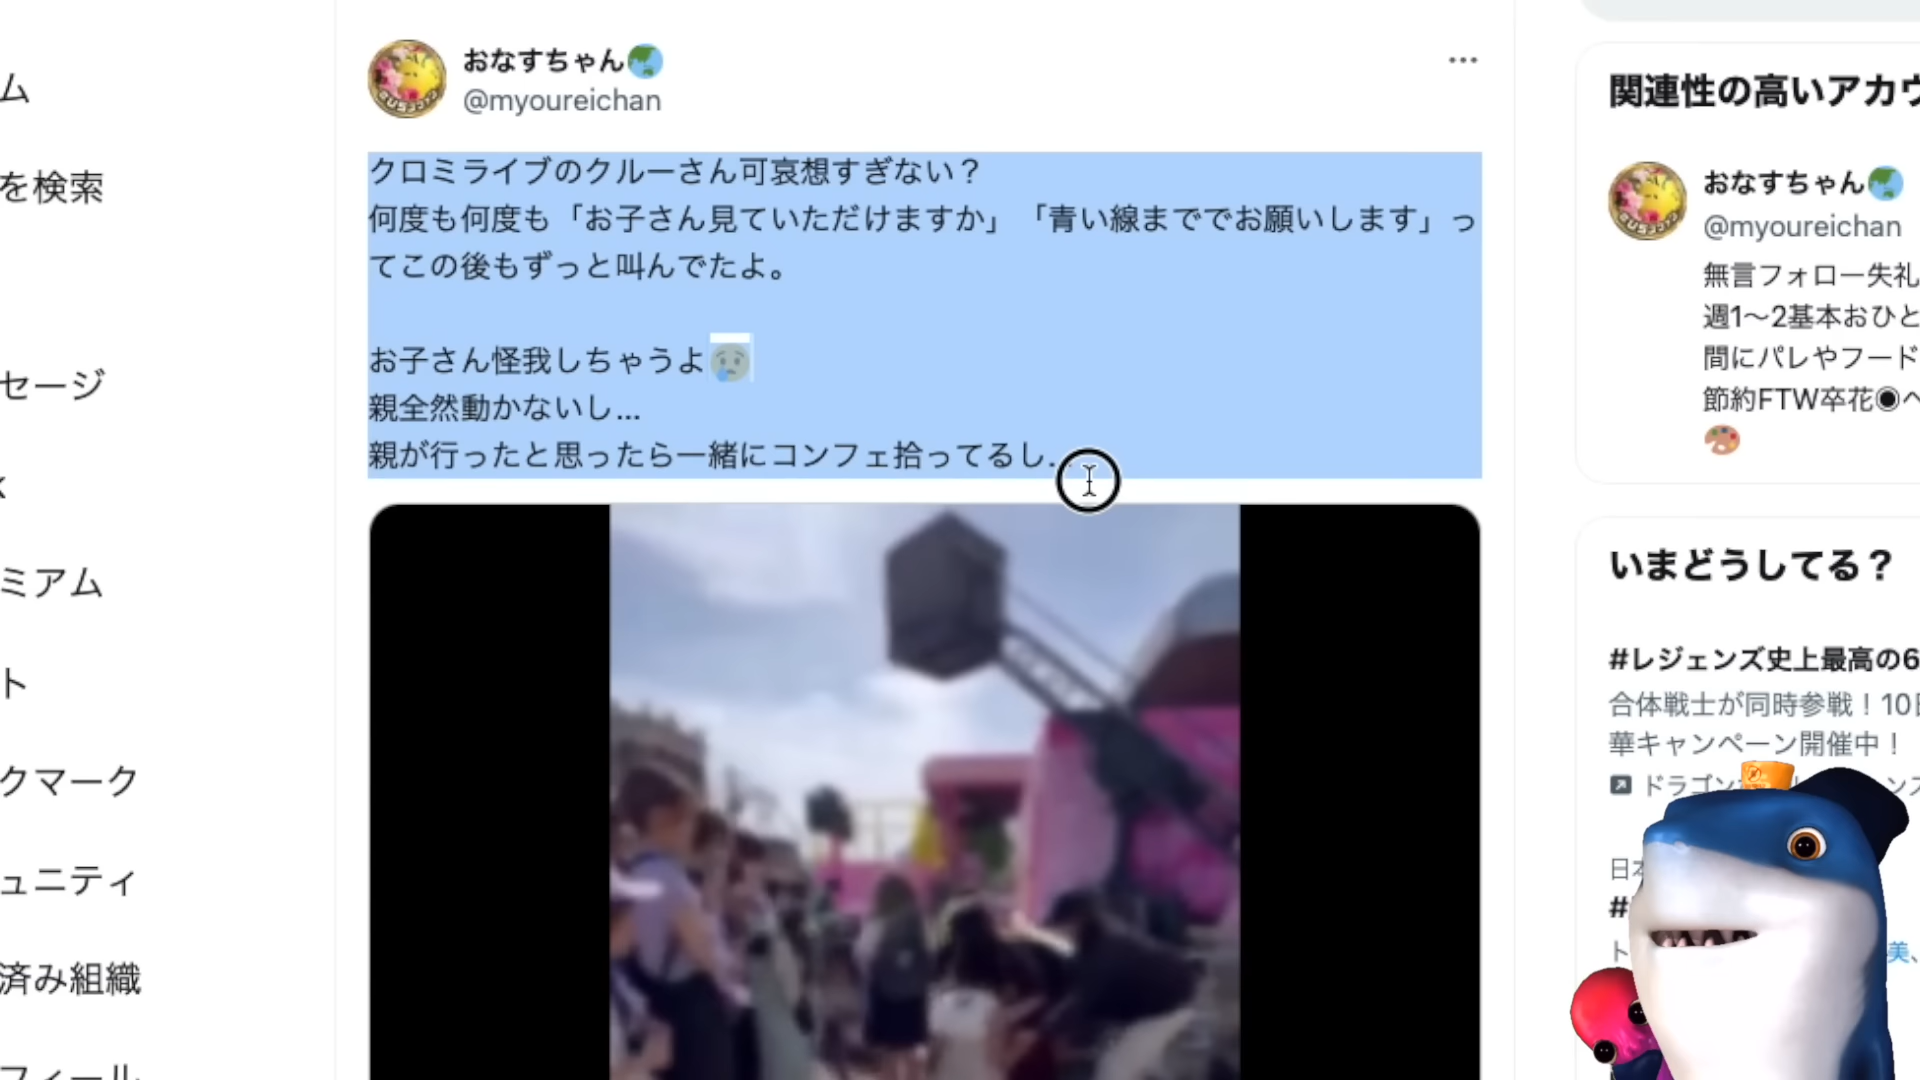 ム
を検索
セージ
ミアム
ト
クマーク
ュニティ
済み組織
フィール
おなすちゃん🌏
@myoureichan
クロミライブのクルーさん可哀想すぎない？
何度も何度も「お子さん見ていただけますか」「青い線まででお願いします」っ
てこの後もずっと叫んでたよ。
お子さん怪我しちゃうよ😢
親全然動かないし...
親が行ったと思ったら一緒にコンフェ拾ってるし..
関連性の高いアカウ
おなすちゃん🌏
@myoureichan
無言フォロー失礼
週1〜2基本おひと
間にパレやフード
節約FTW卒花◉へ
🎨
いまどうしてる？
#レジェンズ史上最高の6
合体戦士が同時参戦！10日
華キャンペーン開催中！
ドラゴン
日本
#
ト
美、